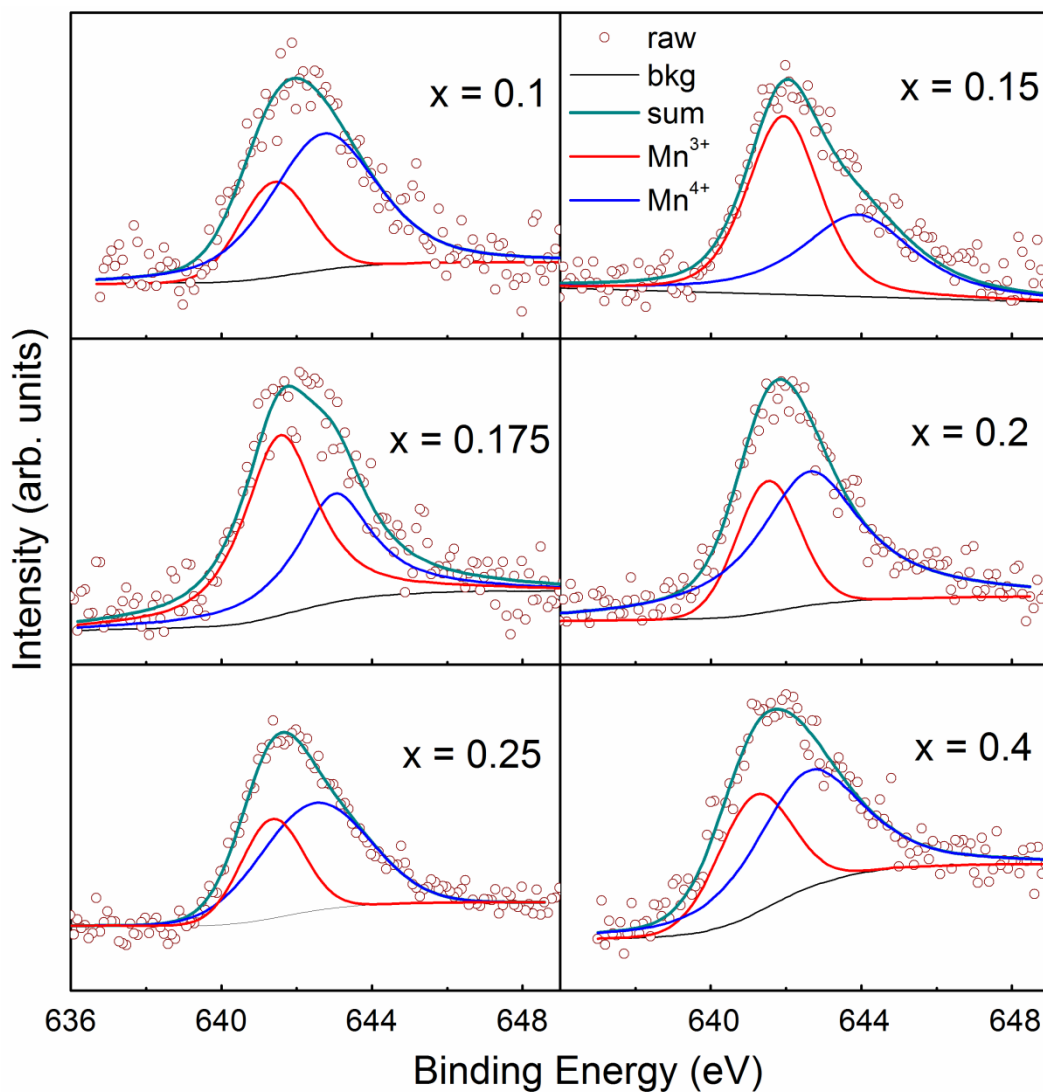 x = 0.1
raw
bkg
sum
Mn³⁺
Mn⁴⁺
x = 0.15
x = 0.175
x = 0.2
x = 0.25
x = 0.4
Intensity (arb. units)
636 640 644 648 640 644 648
Binding Energy (eV)